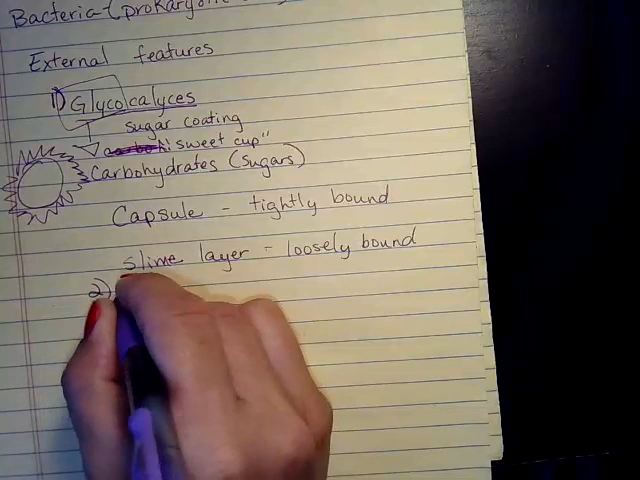 Bacteria - (prokaryotic
External features
1) Glycocalyces
sugar coating
"sweet cup"
Carbohydrates (sugars)
Capsule - tightly bound
slime layer - loosely bound
2)